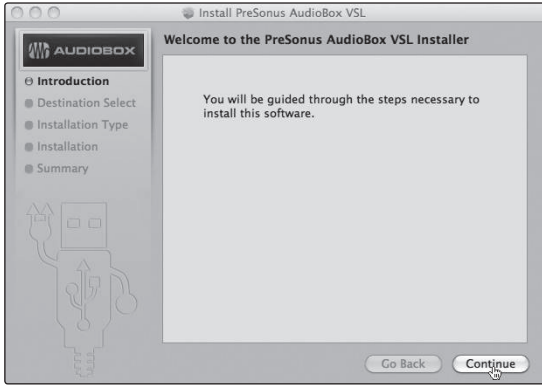 Install PreSonus AudioBox VSL
AUDIOBOX
Welcome to the PreSonus AudioBox VSL Installer
Introduction
Destination Select
Installation Type
Installation
Summary
You will be guided through the steps necessary to
install this software.
Go Back
Continue